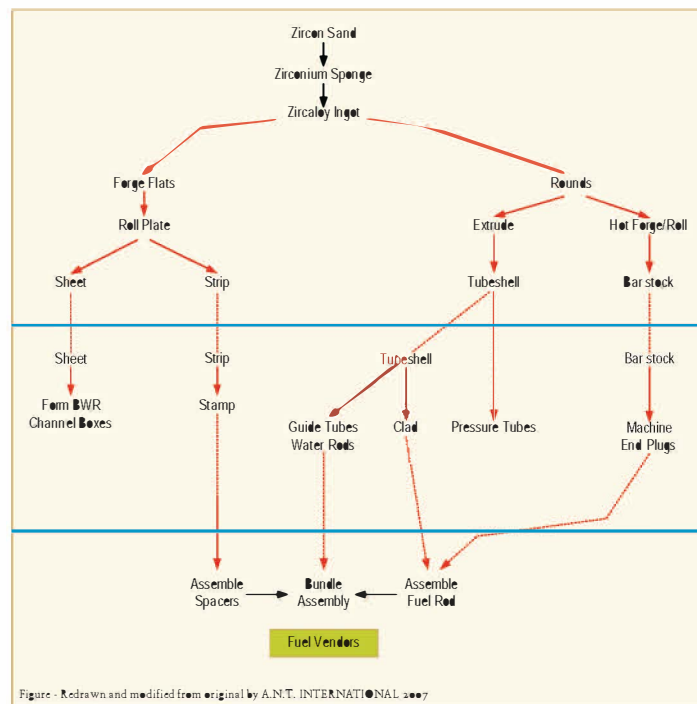 Zircon Sand
Zirconium Sponge
Zircaloy Ingot
Forge Flats
Rounds
Roll Plate
Extrude
Hot Forge/Roll
Sheet
Strip
Tubeshell
Bar stock
Sheet
Strip
Tubeshell
Bar stock
Form BWR
Channel Boxes
Stamp
Guide Tubes
Water Rods
Clad
Pressure Tubes
Machine
End Plugs
Assemble
Spacers
Bundle
Assembly
Assemble
Fuel Rod
Fuel Vendors
Figure - Redrawn and modified from original by A.N.T. INTERNATIONAL 2007